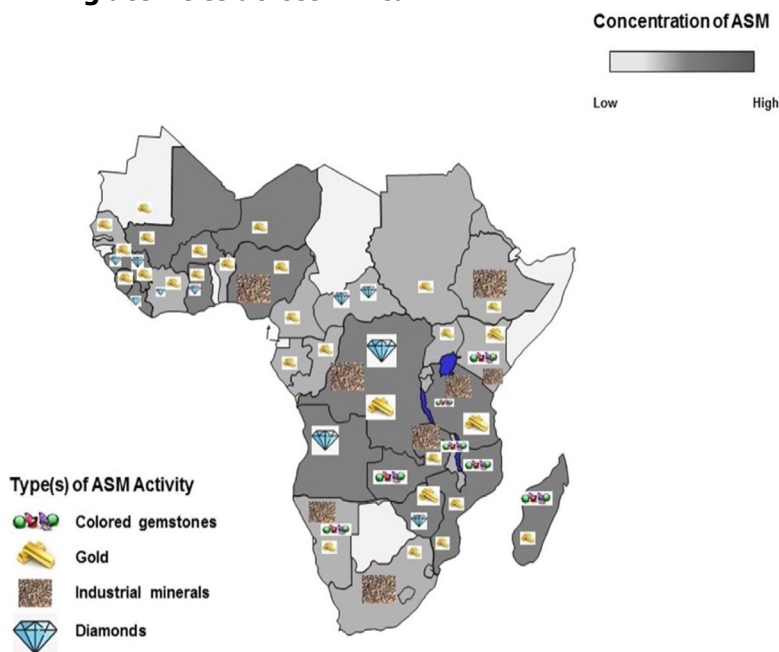 Concentration of ASM
Low High
Type(s) of ASM Activity
Colored gemstones
Gold
Industrial minerals
Diamonds